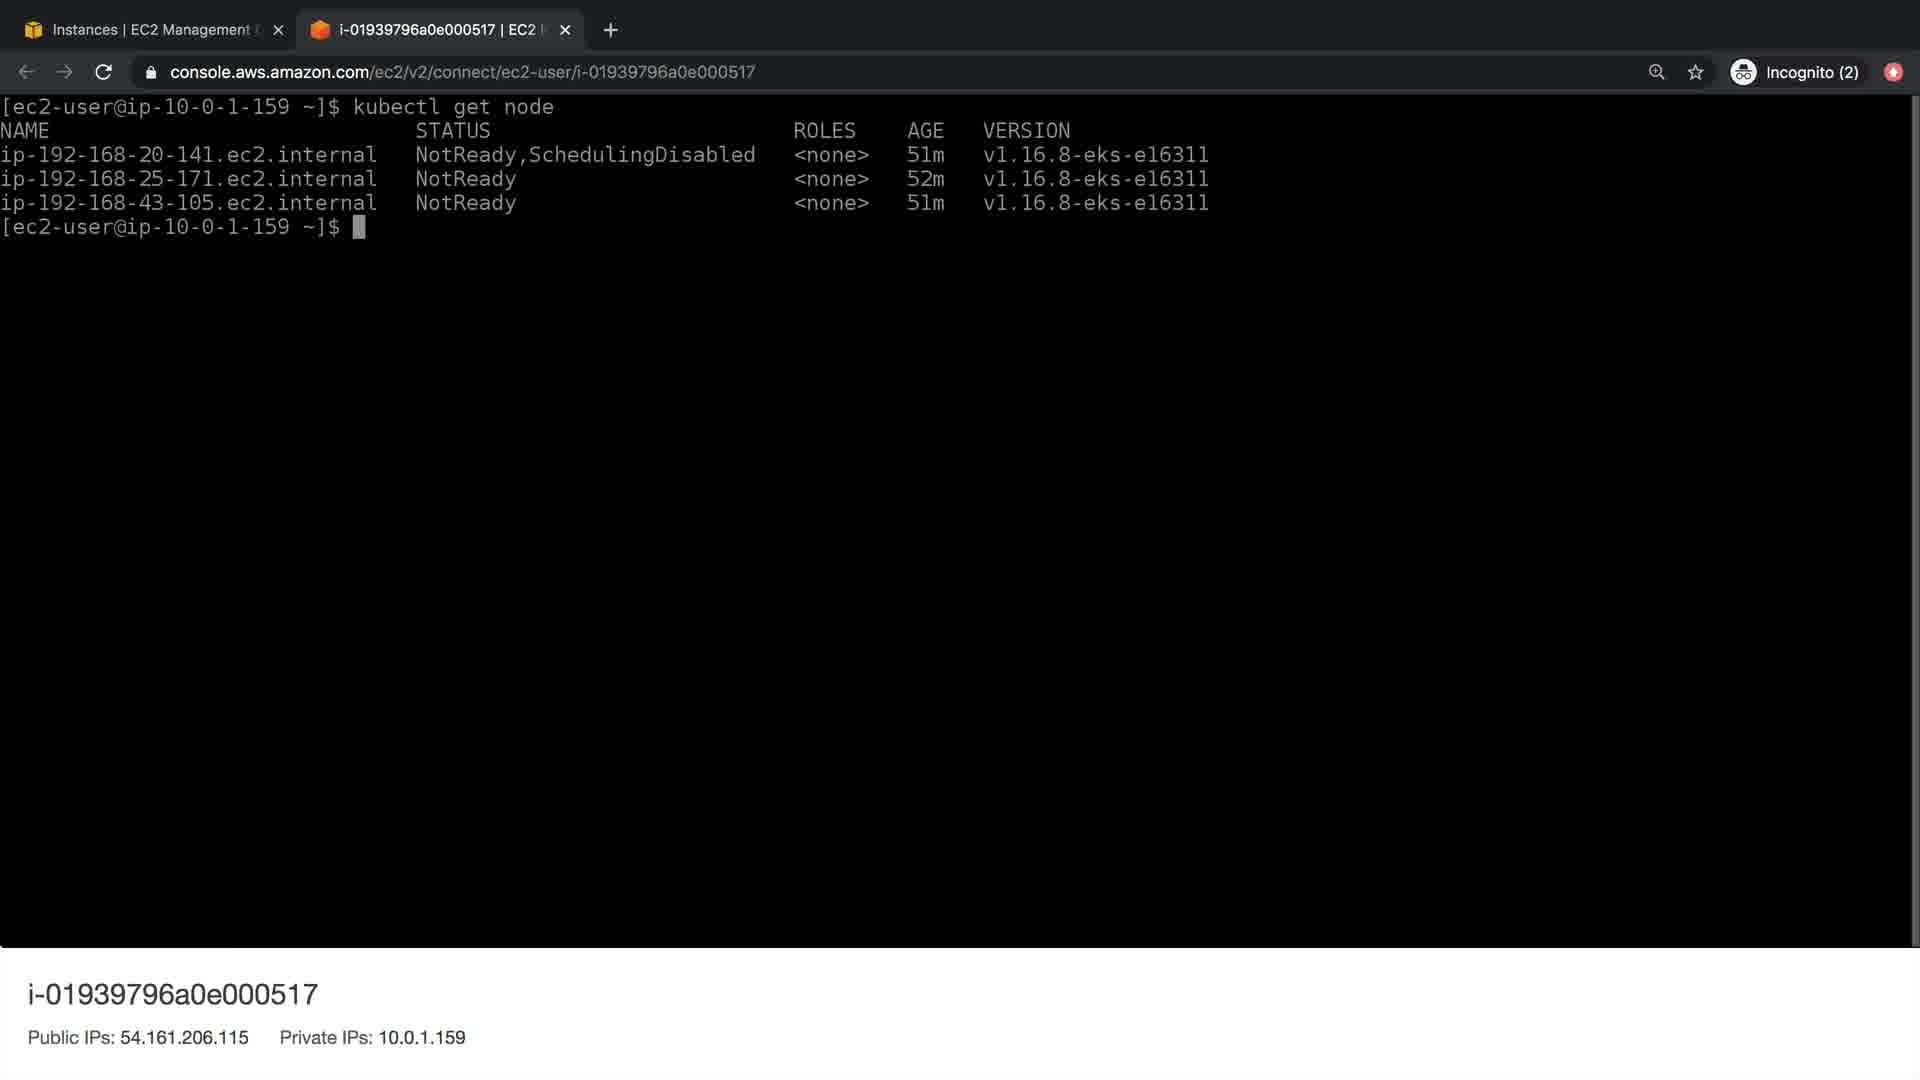 Instances | EC2 Management
i-01939796a0e000517 | EC2
console.aws.amazon.com/ec2/v2/connect/ec2-user/i-01939796a0e000517
Incognito (2)
[ec2-user@ip-10-0-1-159 ~]$ kubectl get node
NAME STATUS ROLES AGE VERSION
ip-192-168-20-141.ec2.internal NotReady,SchedulingDisabled <none> 51m v1.16.8-eks-e16311
ip-192-168-25-171.ec2.internal NotReady <none> 52m v1.16.8-eks-e16311
ip-192-168-43-105.ec2.internal NotReady <none> 51m v1.16.8-eks-e16311
[ec2-user@ip-10-0-1-159 ~]$
i-01939796a0e000517
Public IPs: 54.161.206.115 Private IPs: 10.0.1.159